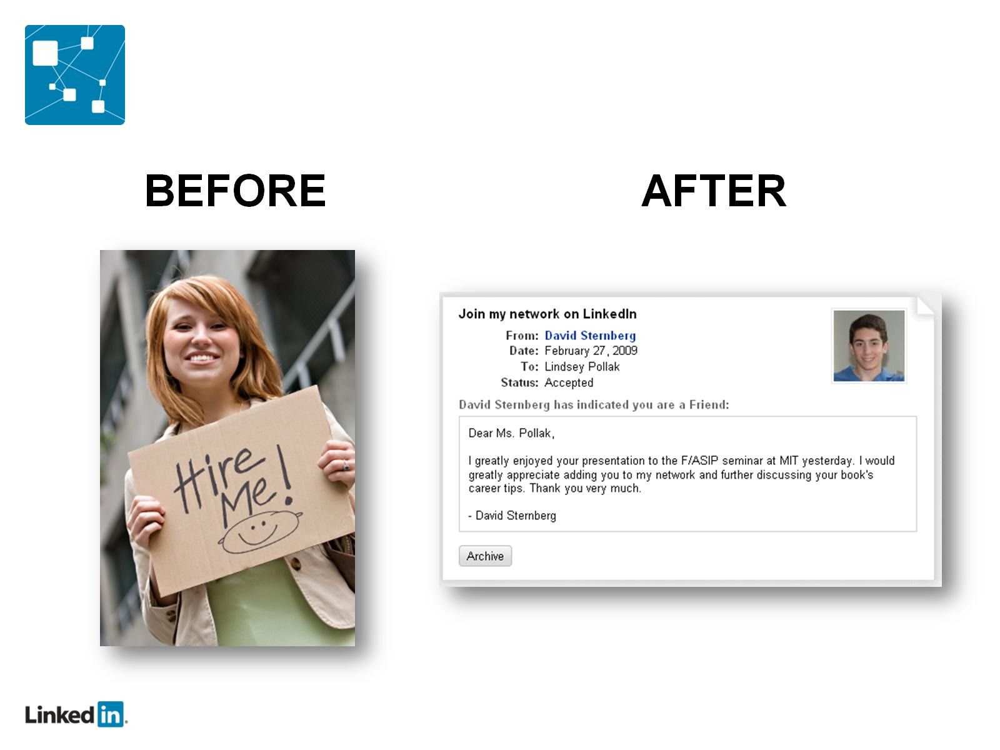 BEFORE
AFTER
Hire
Me!
Join my network on LinkedIn
From: David Sternberg
Date: February 27, 2009
To: Lindsey Pollak
Status: Accepted
David Sternberg has indicated you are a Friend:
Dear Ms. Pollak,
I greatly enjoyed your presentation to the F/ASIP seminar at MIT yesterday. I would
greatly appreciate adding you to my network and further discussing your book's
career tips. Thank you very much.
- David Sternberg
Archive
Linked in.